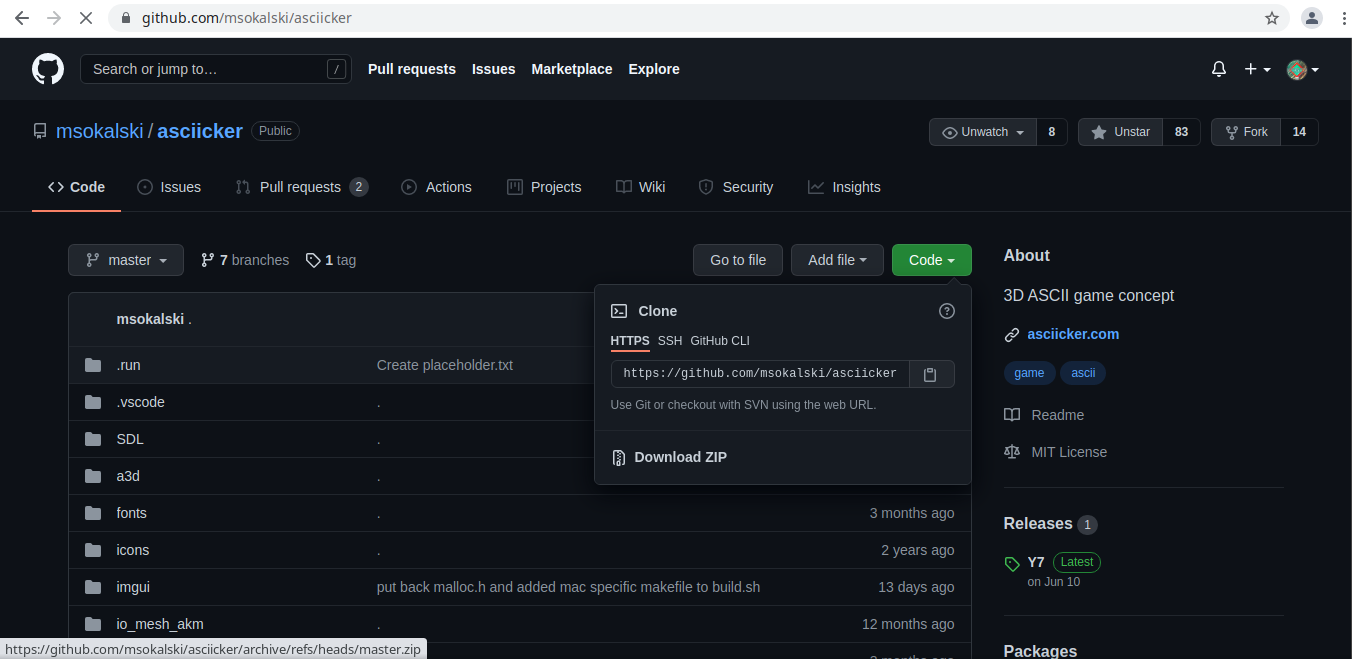 github.com/msokalski/asciicker
Search or jump to… /
Pull requests Issues Marketplace Explore
msokalski / asciicker Public
Unwatch 8 Unstar 83 Fork 14
Code Issues Pull requests 2 Actions Projects Wiki Security Insights
master 7 branches 1 tag
Go to file Add file Code
msokalski .
.run Create placeholder.txt
.vscode .
SDL .
a3d .
fonts . 3 months ago
icons . 2 years ago
imgui put back malloc.h and added mac specific makefile to build.sh 13 days ago
io_mesh_akm . 12 months ago
Clone
HTTPS SSH GitHub CLI
https://github.com/msokalski/asciicker
Use Git or checkout with SVN using the web URL.
Download ZIP
About
3D ASCII game concept
asciicker.com
game ascii
Readme
MIT License
Releases 1
Y7 Latest
on Jun 10
Packages
https://github.com/msokalski/asciicker/archive/refs/heads/master.zip